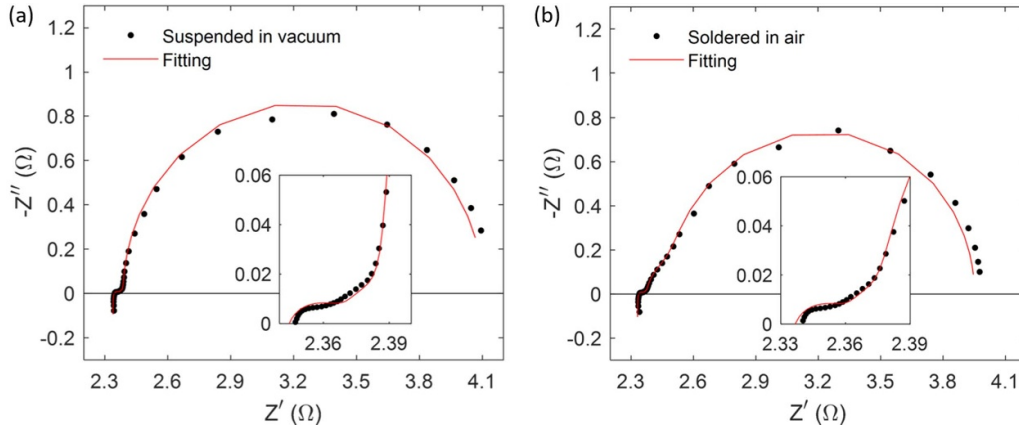 (a)
Suspended in vacuum
Fitting
-Z″ (Ω)
1
0.8
0.6
0.4
0.2
0
-0.2
0.06
0.04
0.02
0
2.36 2.39
2.3 2.6 2.9 3.2 3.5 3.8 4.1
Z′ (Ω)
(b)
Soldered in air
Fitting
-Z″ (Ω)
1
0.8
0.6
0.4
0.2
0
-0.2
0.06
0.04
0.02
0
2.33 2.36 2.39
2.3 2.6 2.9 3.2 3.5 3.8 4.1
Z′ (Ω)